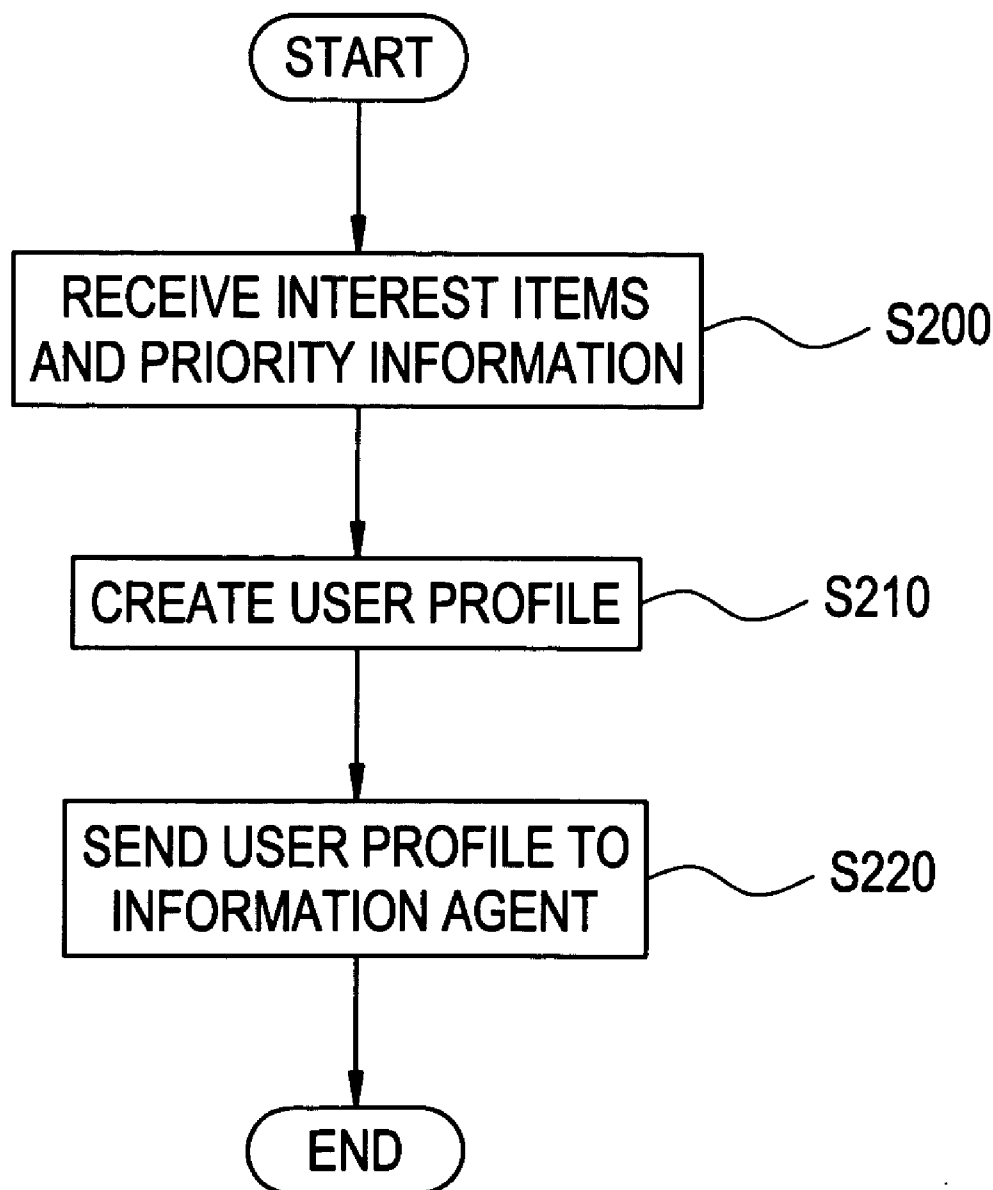 START
RECEIVE INTEREST ITEMS
AND PRIORITY INFORMATION
S200
CREATE USER PROFILE
S210
SEND USER PROFILE TO
INFORMATION AGENT
S220
END